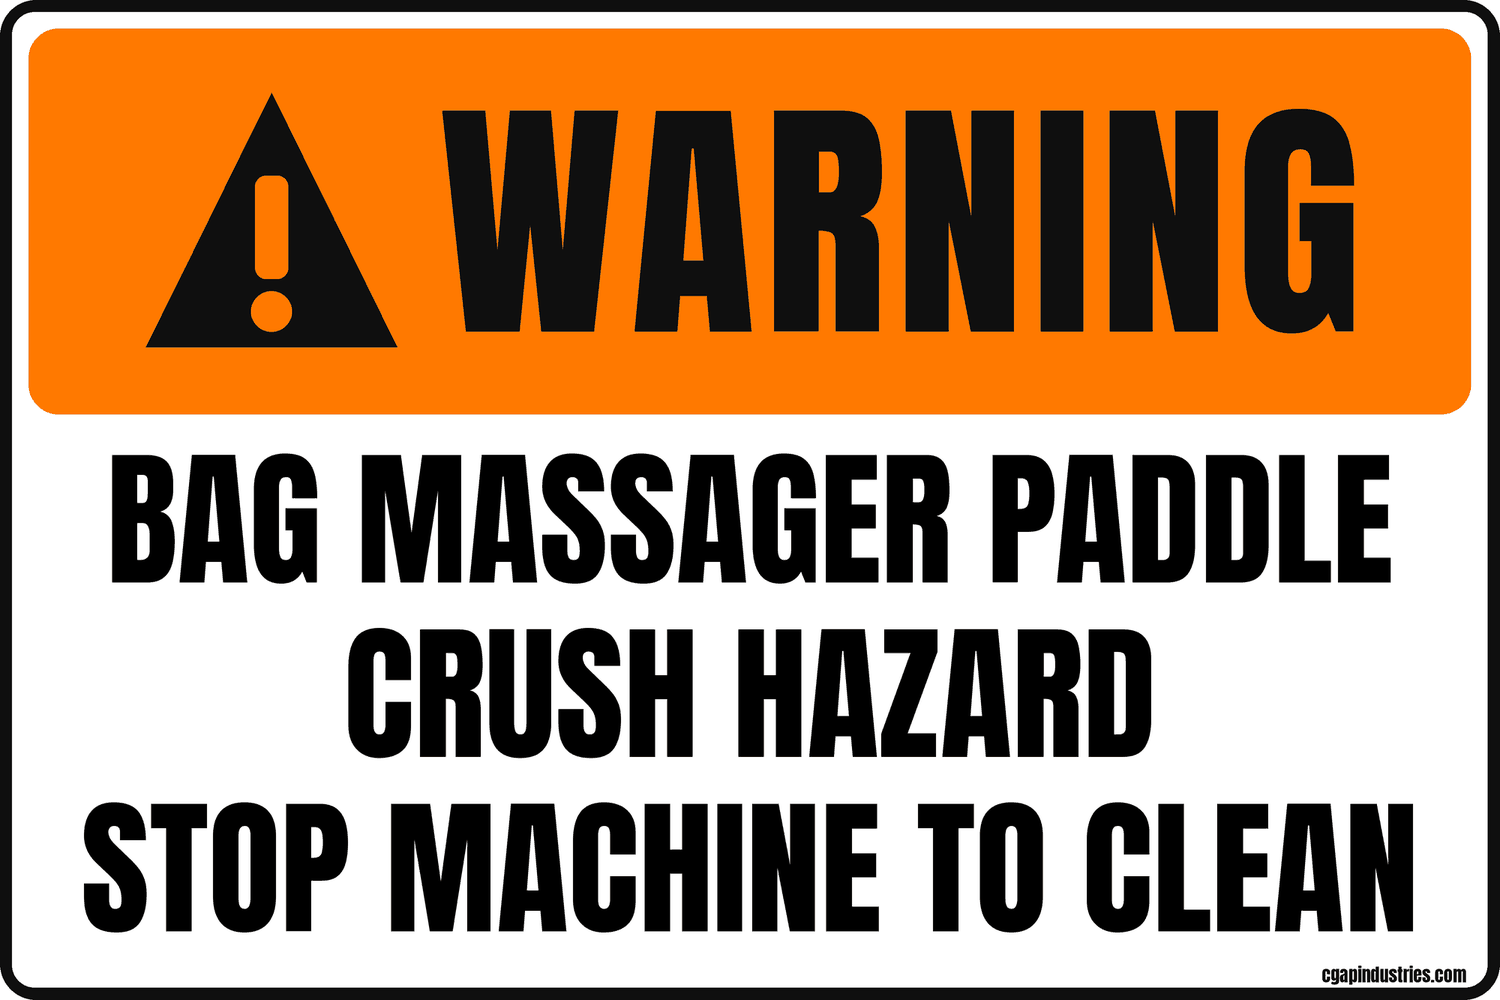 WARNING
BAG MASSAGER PADDLE
CRUSH HAZARD
STOP MACHINE TO CLEAN
cgapindustries.com